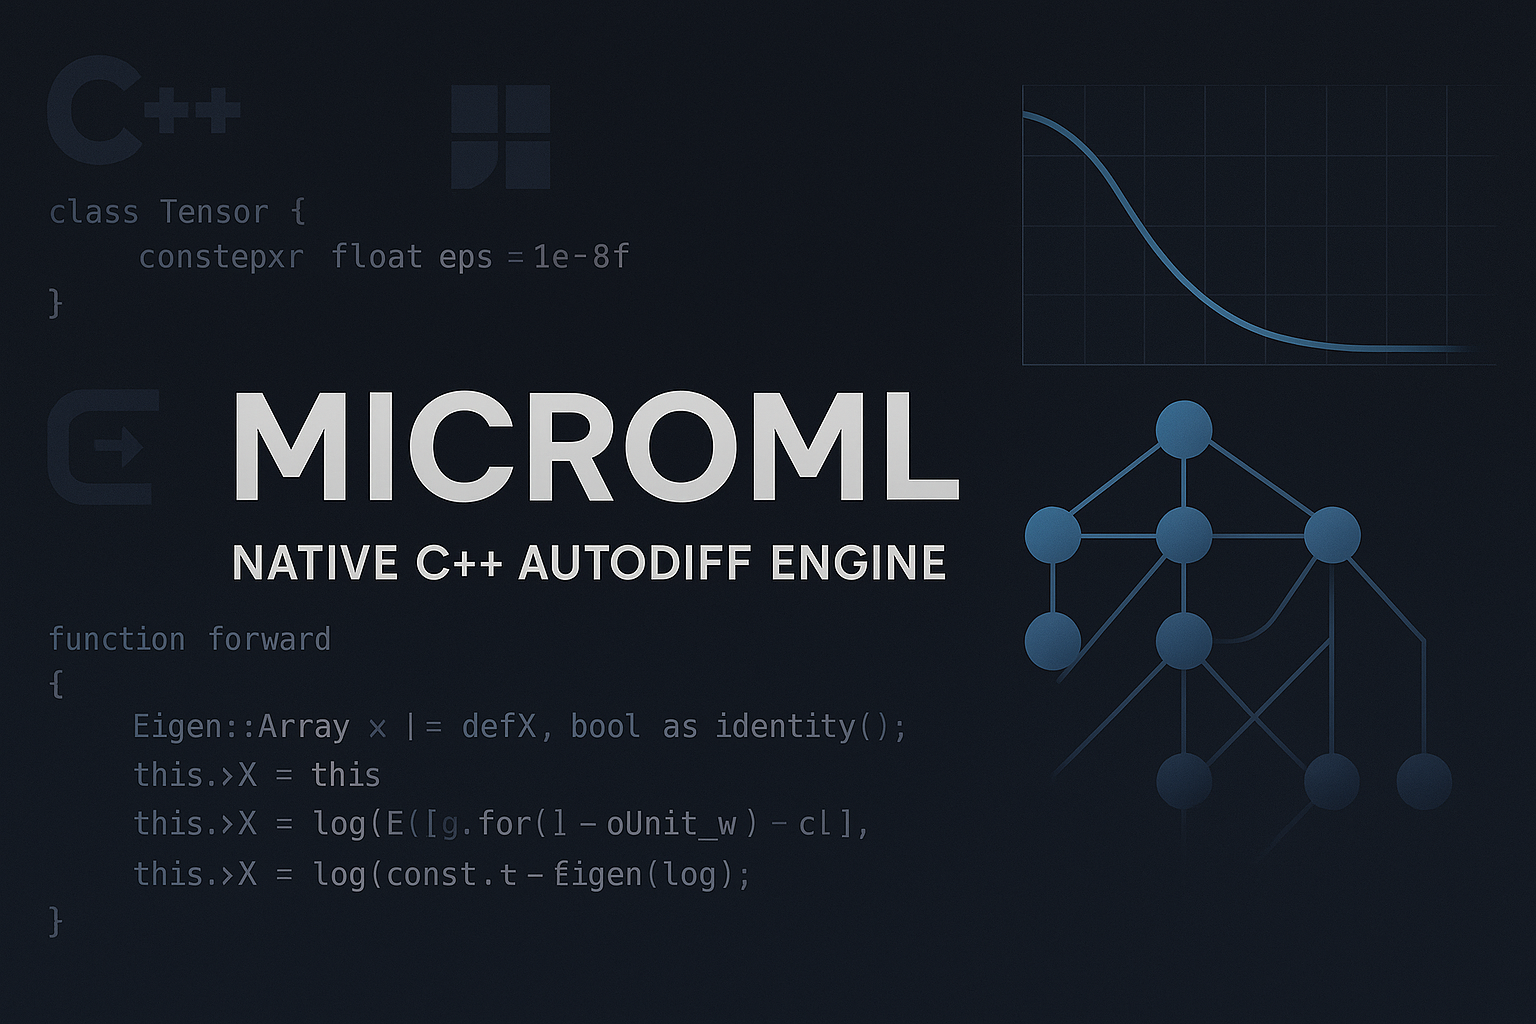 C++
class Tensor {
constepxr float eps = 1e-8f
}
MICROML
NATIVE C++ AUTODIFF ENGINE
function forward
{
Eigen::Array x |= defX, bool as identity();
this.>X = this
this.>X = log(E([g.for(] - oUnit_w) - c[],
this.>X = log(const.t - Eigen(log);
}